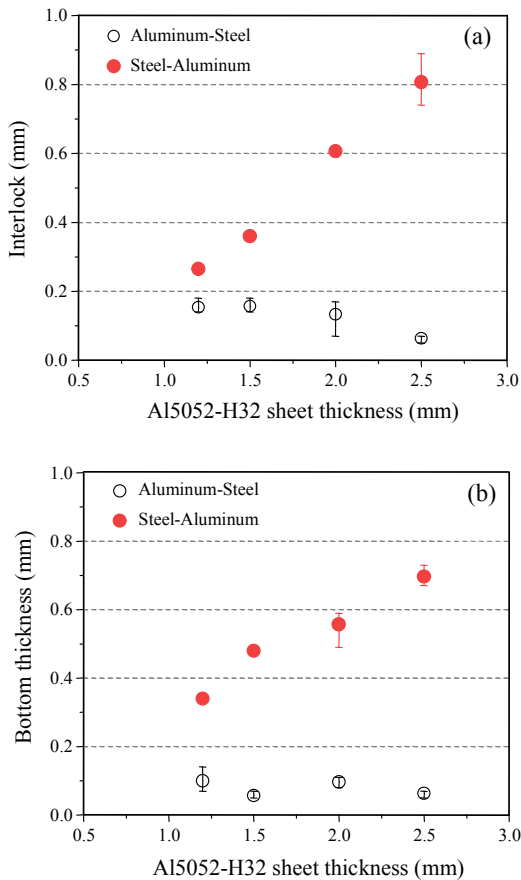 1.0
(a)
Aluminum-Steel
Steel-Aluminum
0.8
0.6
0.4
0.2
0.0
Interlock (mm)
0.5 1.0 1.5 2.0 2.5 3.0
Al5052-H32 sheet thickness (mm)
1.0
(b)
Aluminum-Steel
Steel-Aluminum
0.8
0.6
0.4
0.2
0.0
Bottom thickness (mm)
0.5 1.0 1.5 2.0 2.5 3.0
Al5052-H32 sheet thickness (mm)